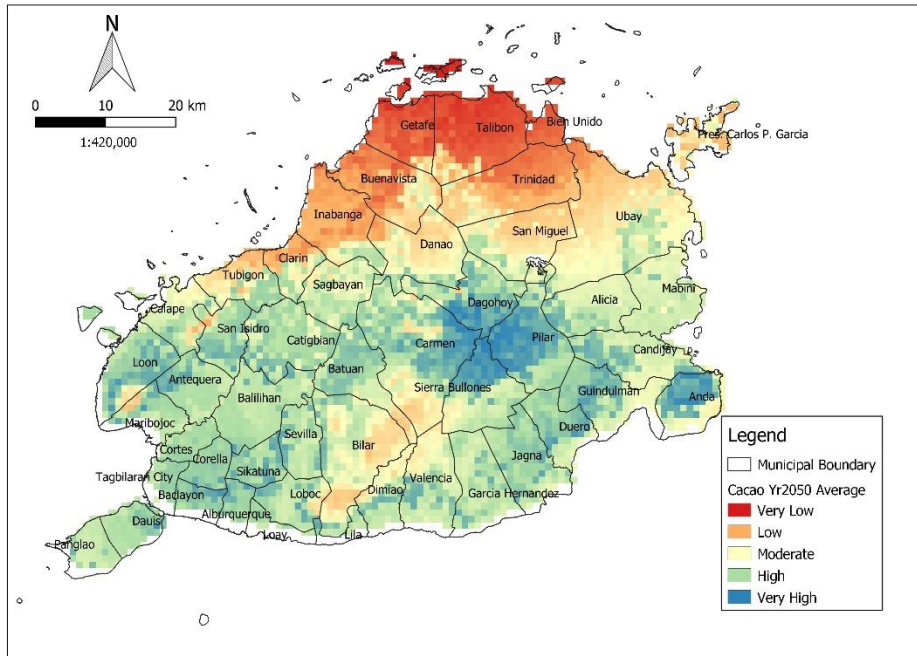 N
0 10 20 km
1:420,000
Getafe
Talibon
Bien Unido
Pres. Carlos P. Garcia
Buenavista
Trinidad
Inabanga
Ubay
Danao
San Miguel
Clarin
Tubigon
Sagbayan
Mabini
Dagohoy
Alicia
Calape
San Isidro
Catigbian
Carmen
Pilar
Candijay
Loon
Antequera
Batuan
Sierra Bullones
Guindulman
Anda
Balilihan
Maribojoc
Sevilla
Bilar
Duero
Cortes
Corella
Jagna
Tagbilaran City
Sikatuna
Valencia
Baclayon
Loboc
Dimiao
Garcia Hernandez
Alburquerque
Dauis
Loay
Lila
Panglao
Legend
Municipal Boundary
Cacao Yr2050 Average
Very Low
Low
Moderate
High
Very High